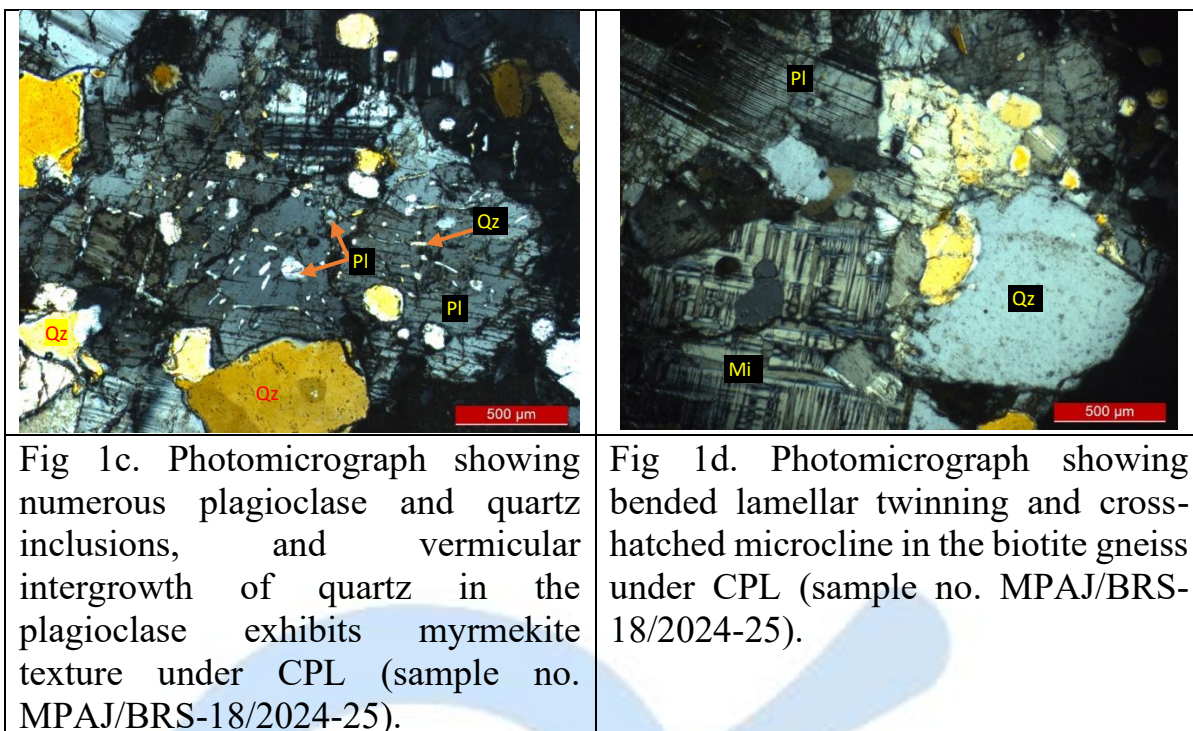 Qz
Pl
Pl
Qz
Qz
500 µm
Pl
Qz
Mi
500 µm
Fig 1c. Photomicrograph showing
numerous plagioclase and quartz
inclusions, and vermicular
intergrowth of quartz in the
plagioclase exhibits myrmekite
texture under CPL (sample no.
MPAJ/BRS-18/2024-25).
Fig 1d. Photomicrograph showing
bended lamellar twinning and cross-
hatched microcline in the biotite gneiss
under CPL (sample no. MPAJ/BRS-
18/2024-25).